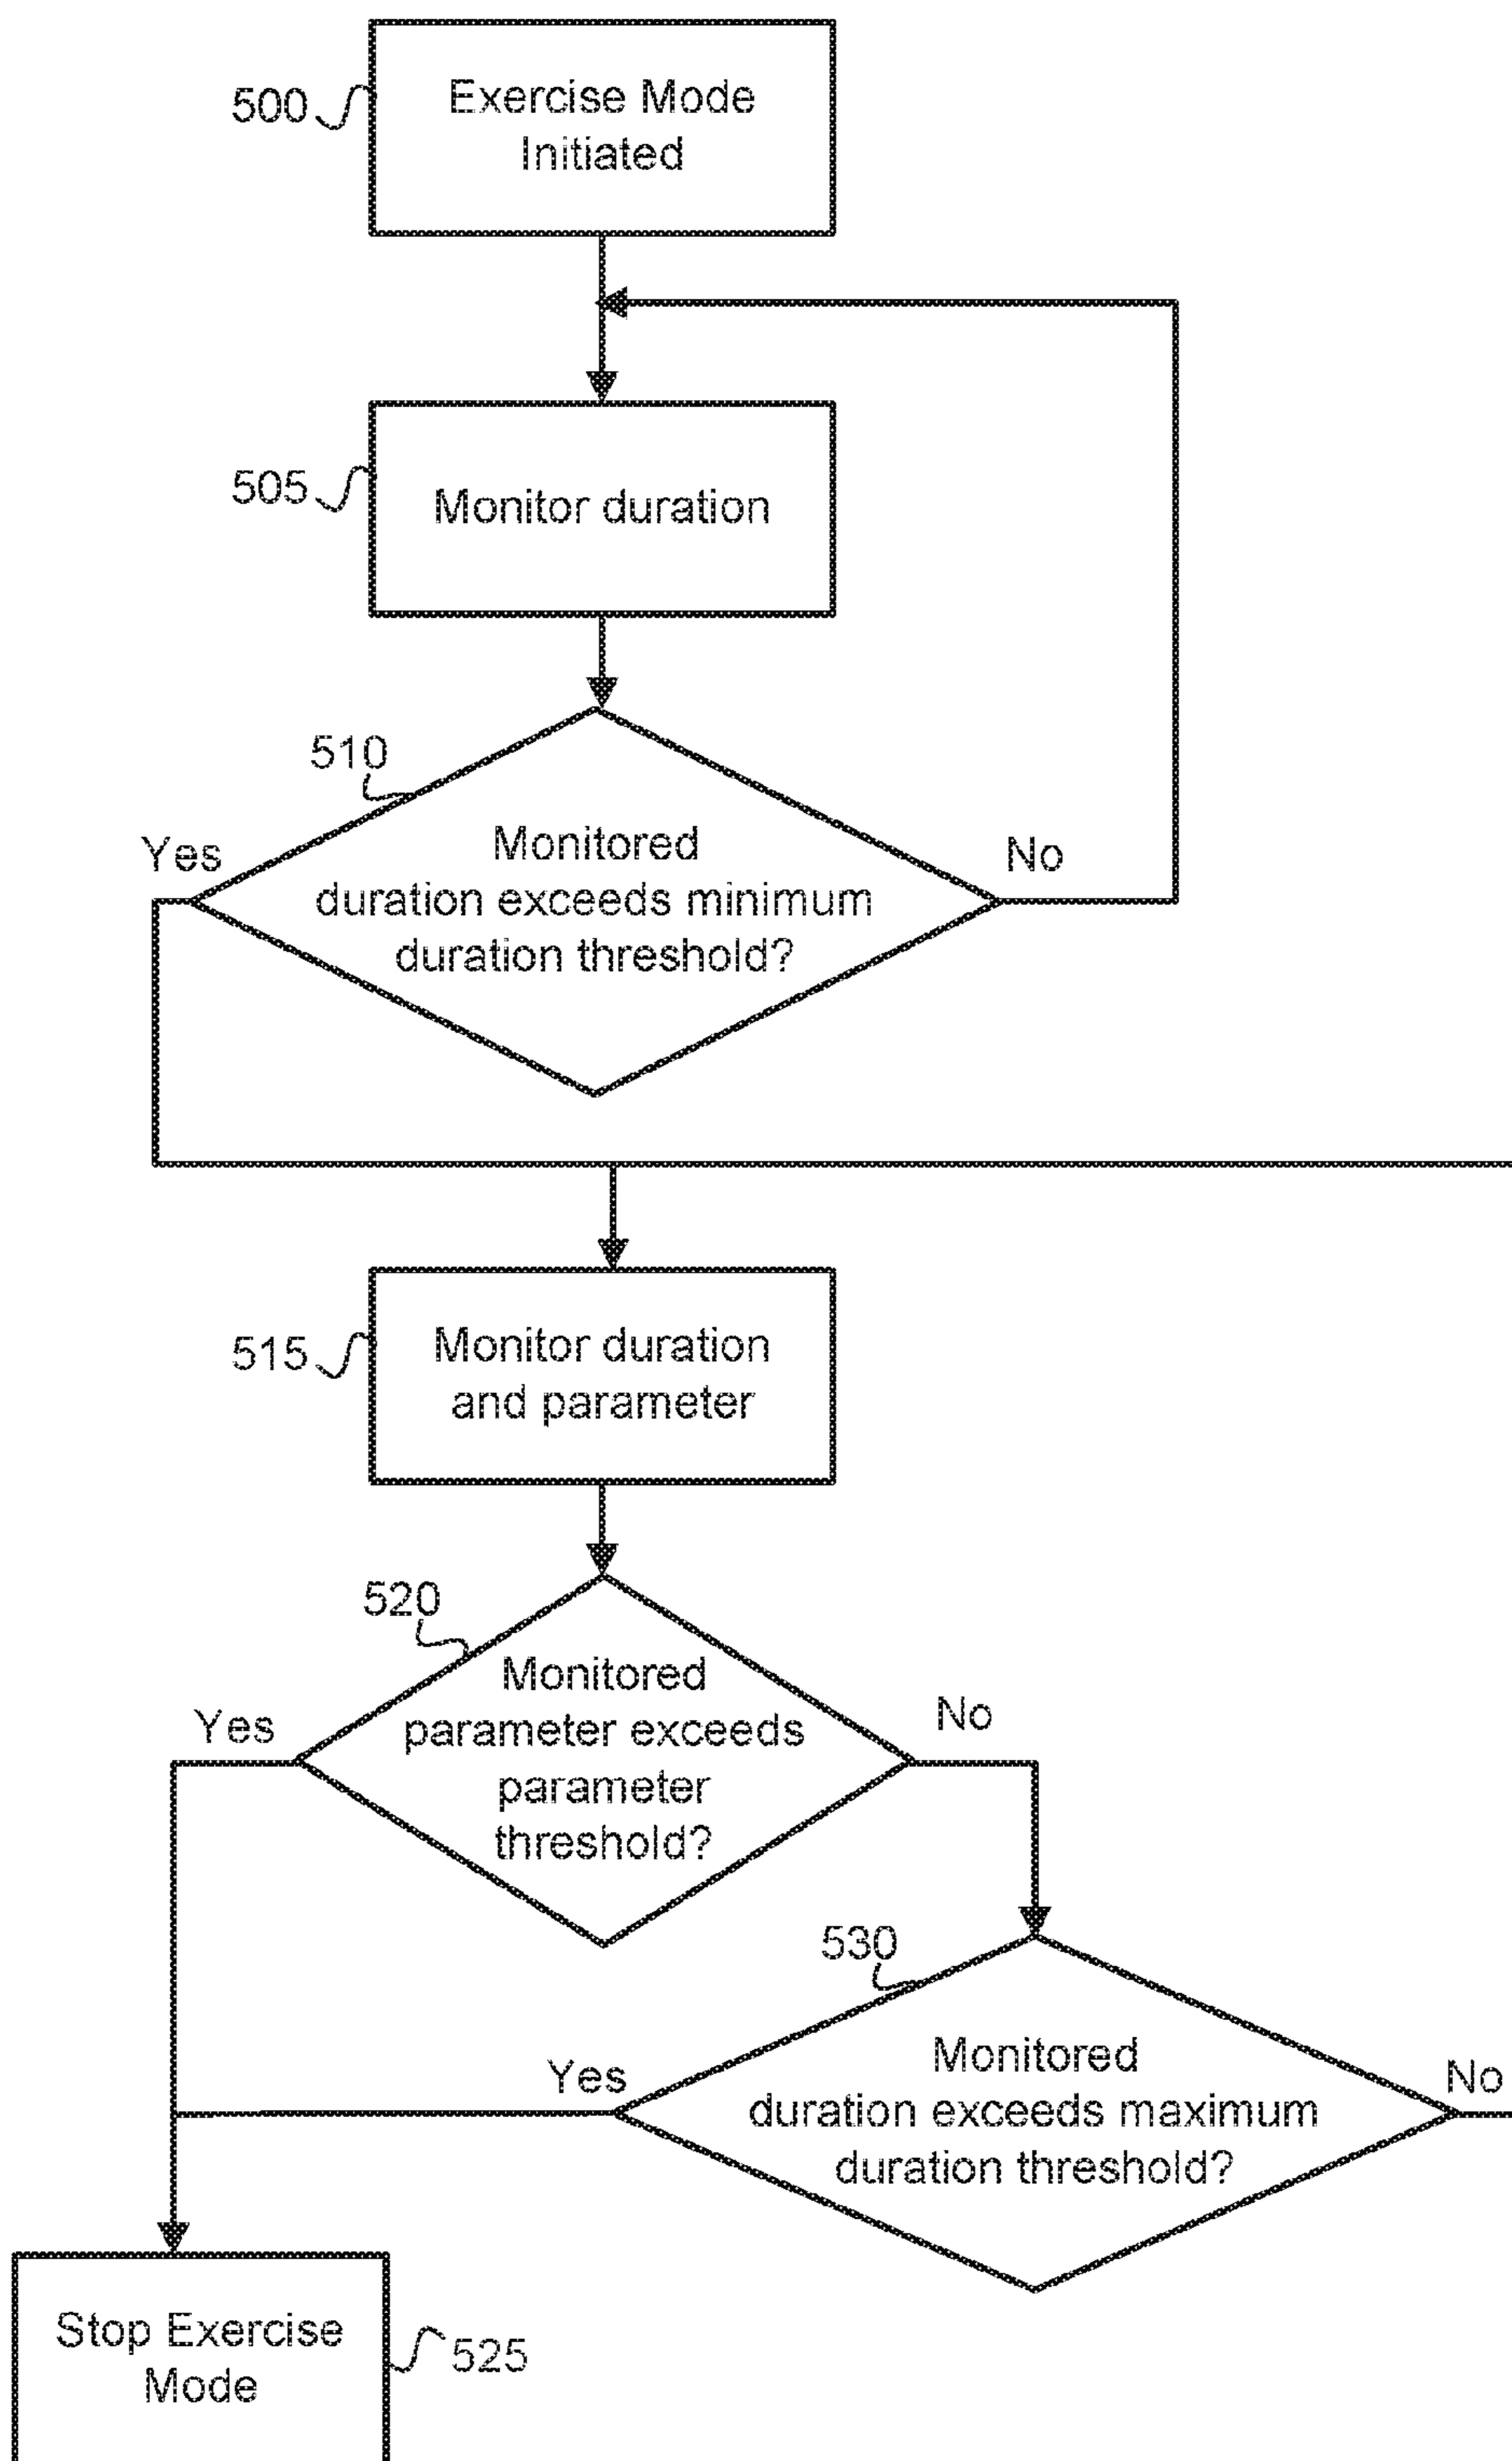 500
Exercise Mode
Initiated
505
Monitor duration
510
Yes
No
Monitored
duration exceeds minimum
duration threshold?
515
Monitor duration
and parameter
520
Yes
No
Monitored
parameter exceeds
parameter
threshold?
530
Yes
No
Monitored
duration exceeds maximum
duration threshold?
Stop Exercise
Mode
525